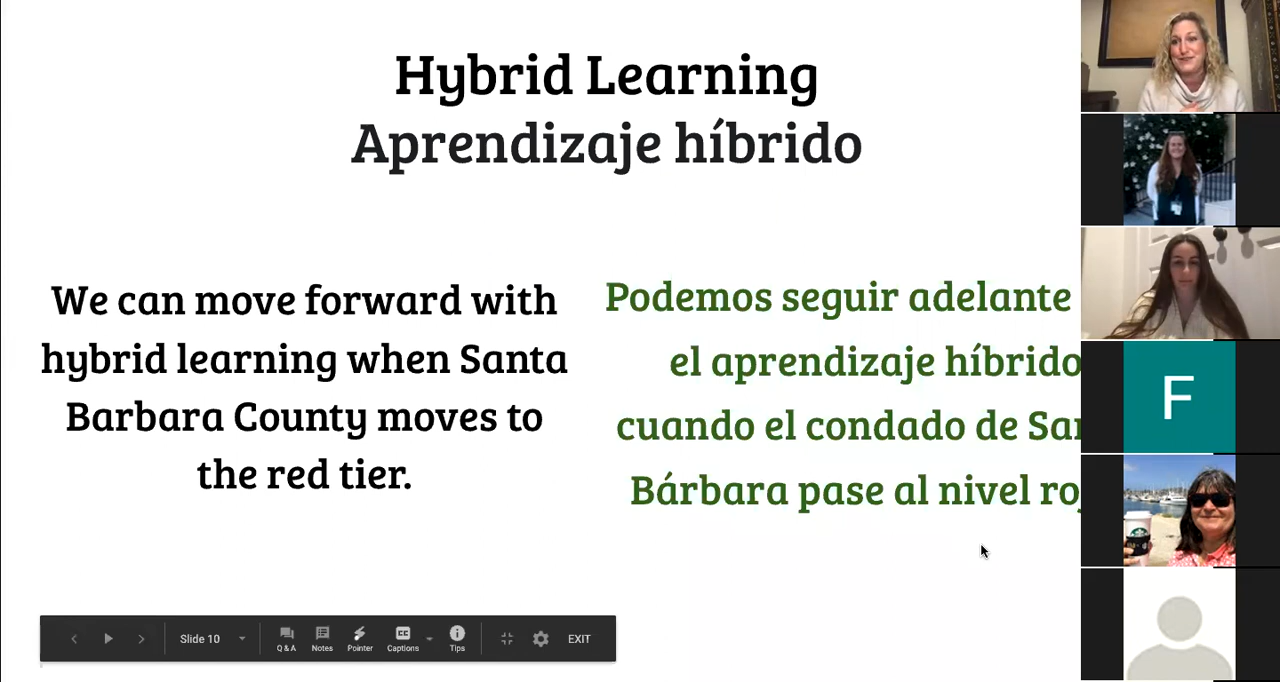 Hybrid Learning
Aprendizaje híbrido
We can move forward with
hybrid learning when Santa
Barbara County moves to
the red tier.
Podemos seguir adelante
el aprendizaje híbrido
cuando el condado de
Bárbara pase al nivel
F
Slide 10
Q & A
Notes
Pointer
CC
Captions
Tips
EXIT